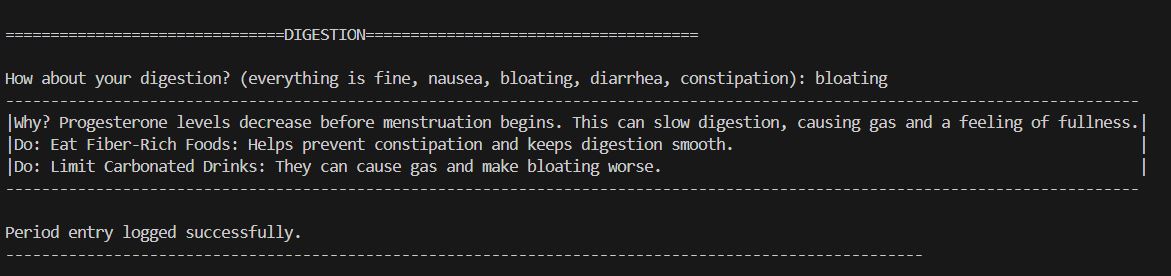 ===============================DIGESTION=====================================
How about your digestion? (everything is fine, nausea, bloating, diarrhea, constipation): bloating
------------------------------------------------------------------------------------------------------------------------------
|Why? Progesterone levels decrease before menstruation begins. This can slow digestion, causing gas and a feeling of fullness.|
|Do: Eat Fiber-Rich Foods: Helps prevent constipation and keeps digestion smooth.                                             |
|Do: Limit Carbonated Drinks: They can cause gas and make bloating worse.                                                     |
------------------------------------------------------------------------------------------------------------------------------
Period entry logged successfully.
------------------------------------------------------------------------------------------------------